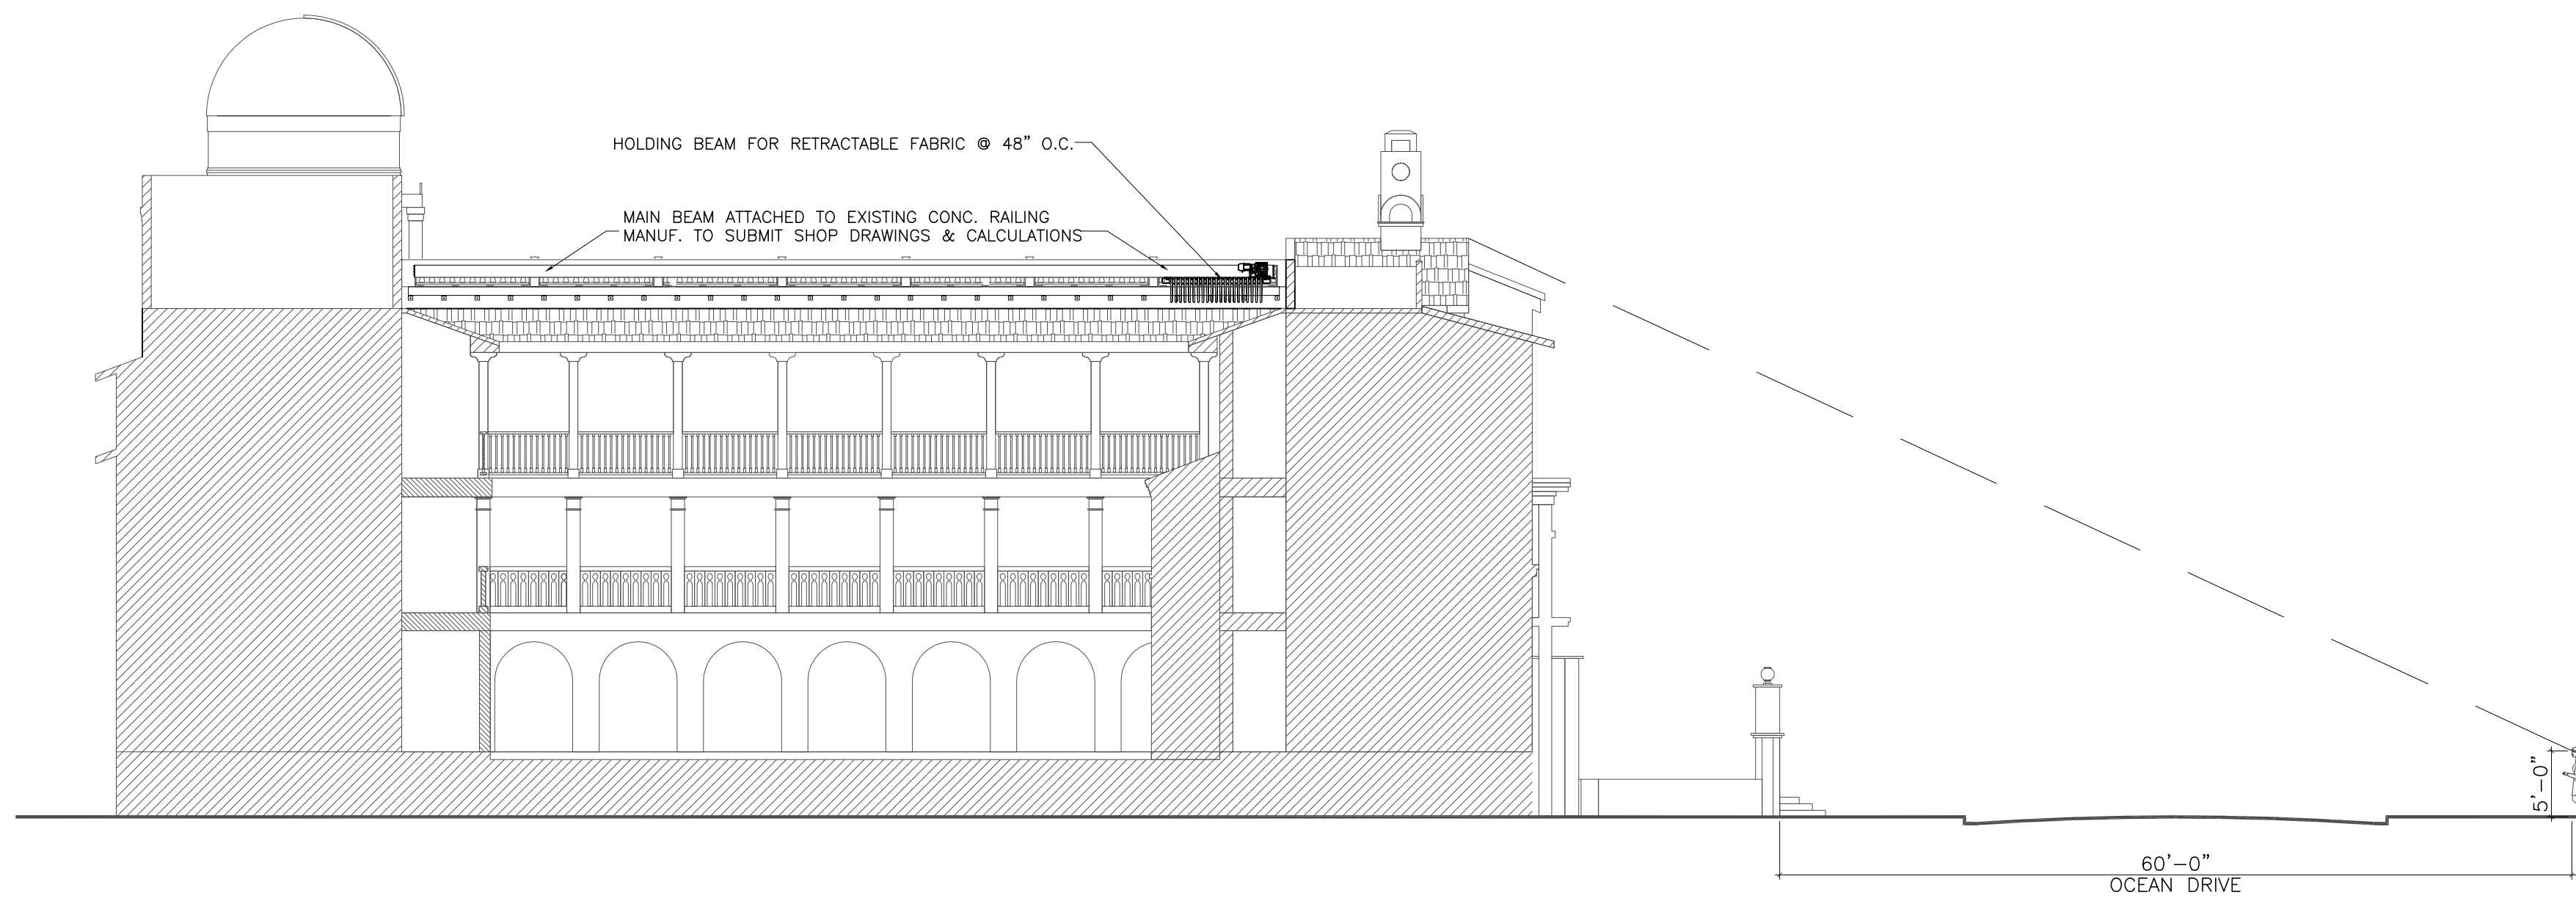 HOLDING BEAM FOR RETRACTABLE FABRIC @ 48” O.C.
MAIN BEAM ATTACHED TO EXISTING CONC. RAILING
MANUF. TO SUBMIT SHOP DRAWINGS & CALCULATIONS
5’-0”
60’-0”
OCEAN DRIVE